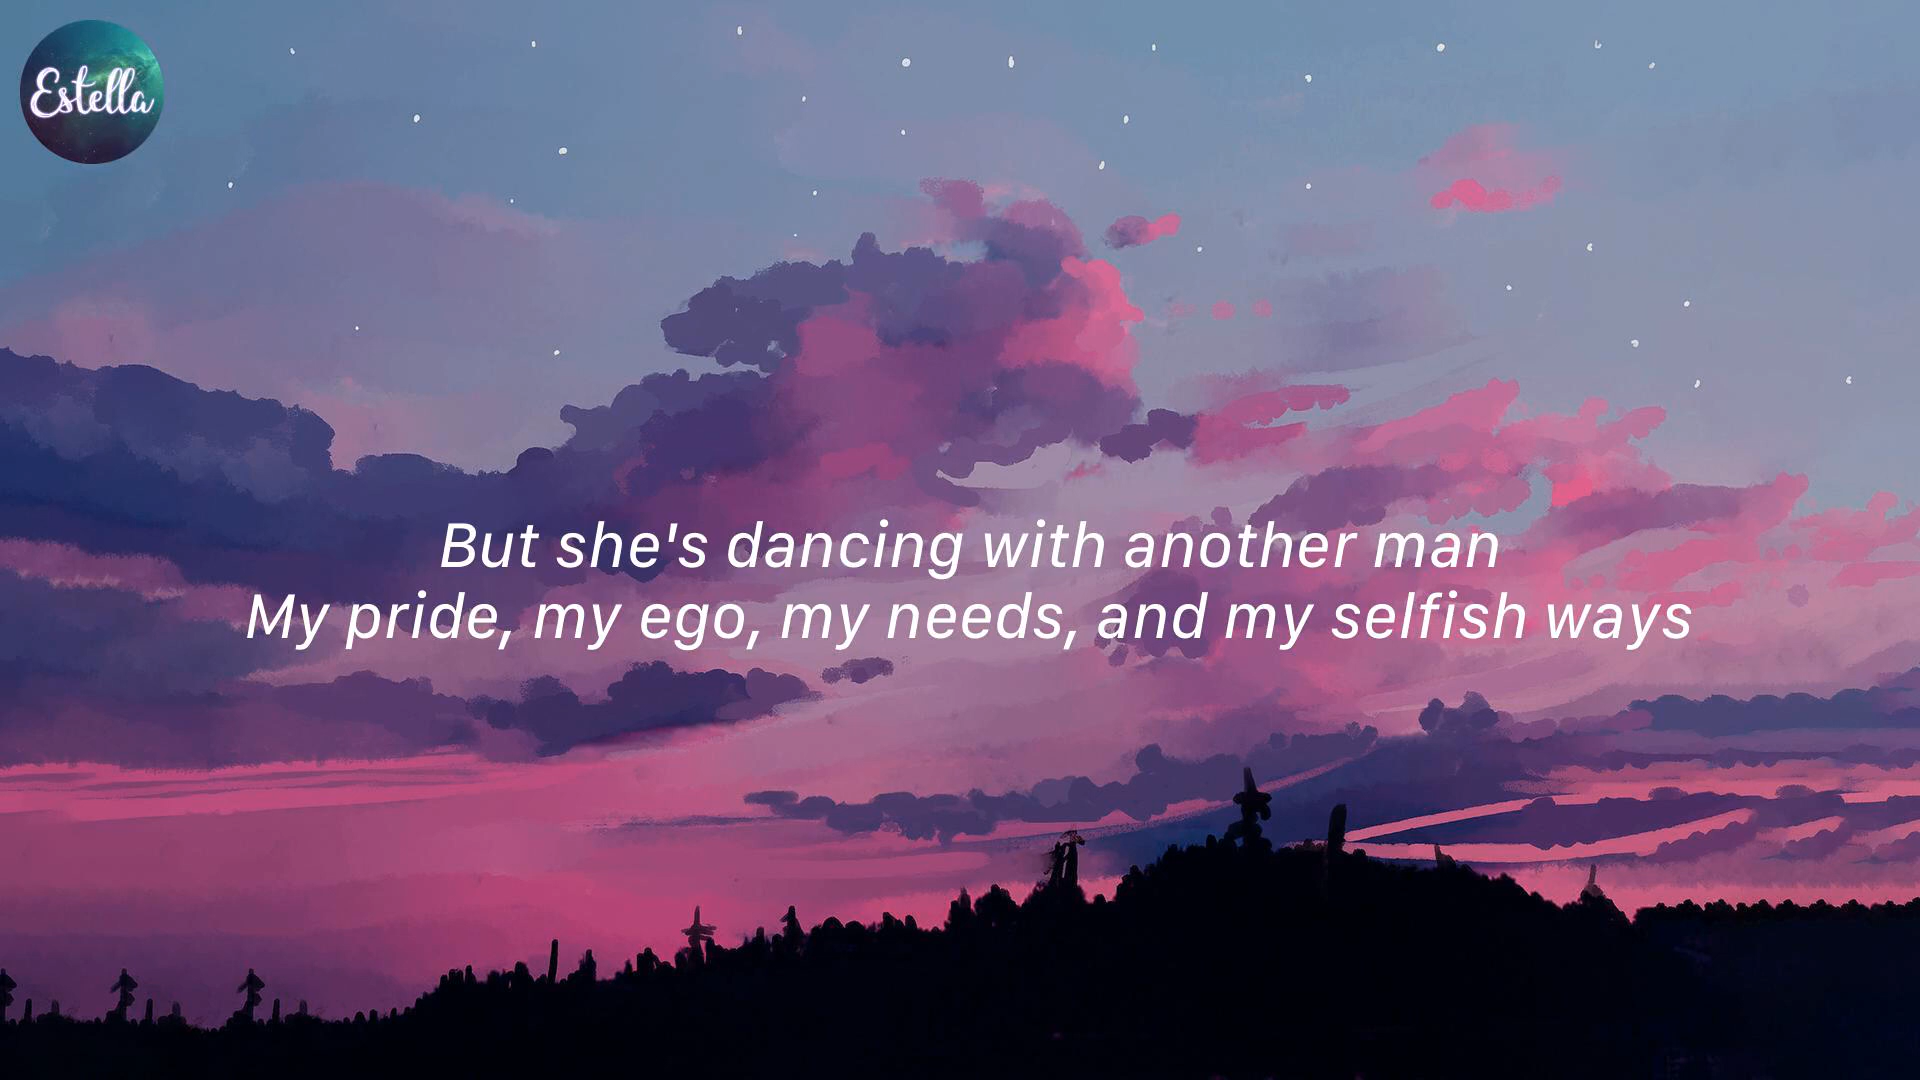 Estella
But she's dancing with another man
My pride, my ego, my needs, and my selfish ways